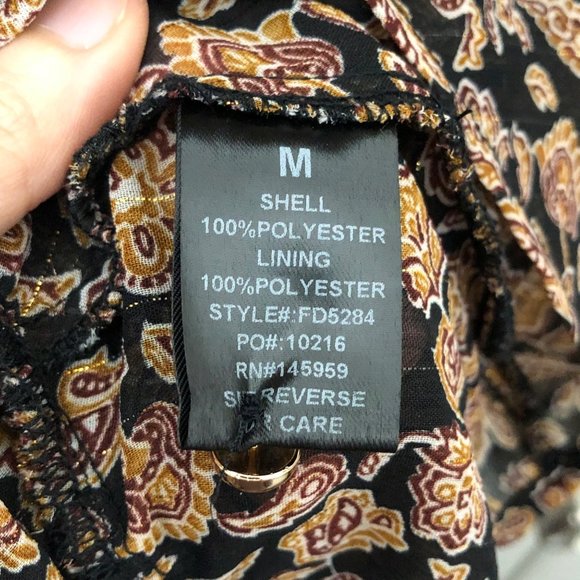 M
SHELL
100%POLYESTER
LINING
100%POLYESTER
STYLE#:FD5284
PO#:10216
RN#145959
REVERSE
CARE